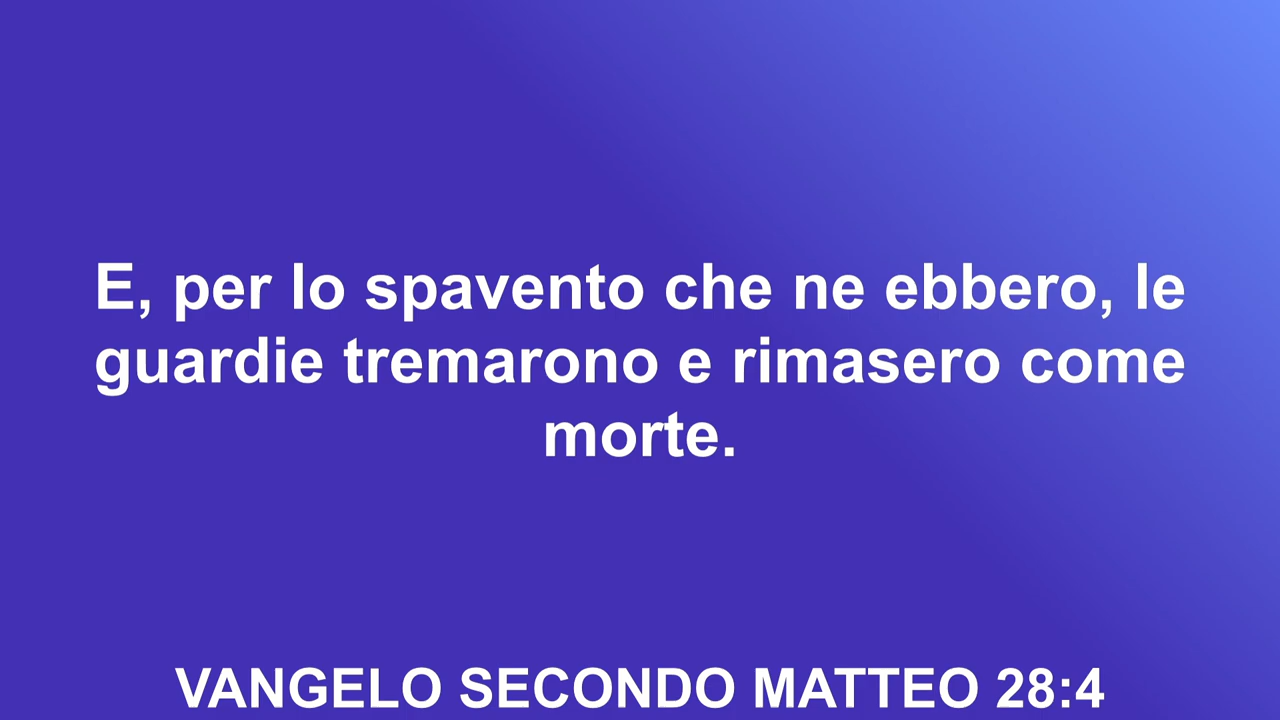 E, per lo spavento che ne ebbero, le
guardie tremarono e rimasero come
morte.
VANGELO SECONDO MATTEO 28:4